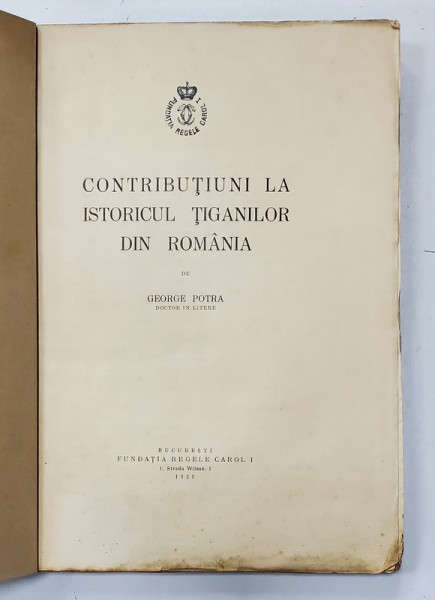 FUNDAȚIA REGELE CAROL I
CONTRIBUȚIUNI LA
ISTORICUL ȚIGANILOR
DIN ROMÂNIA
DE
GEORGE POTRA
DOCTOR IN LITERE
BUCUREȘTI
FUNDAȚIA REGELE CAROL I
1, Strada Wilson, 1
1939